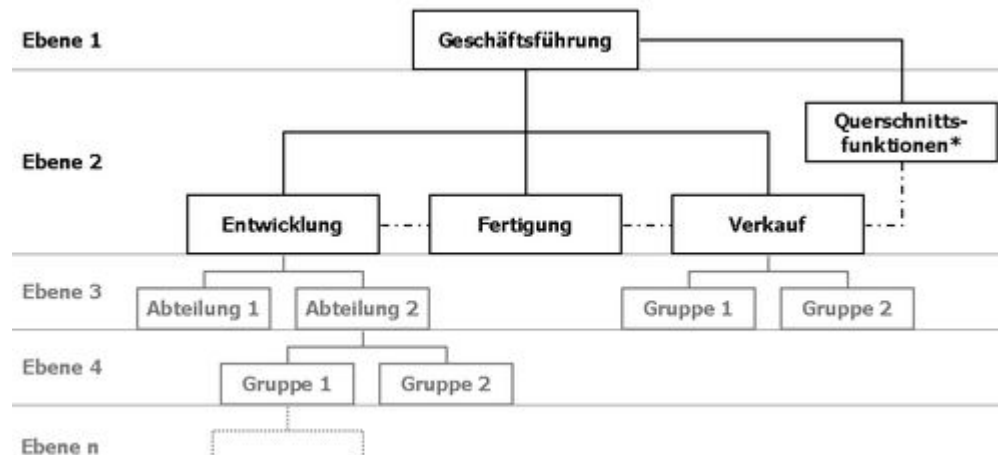 Ebene 1
Geschäftsführung
Querschnitts-
funktionen*
Ebene 2
Entwicklung
Fertigung
Verkauf
Ebene 3
Abteilung 1
Abteilung 2
Gruppe 1
Gruppe 2
Ebene 4
Gruppe 1
Gruppe 2
Ebene n